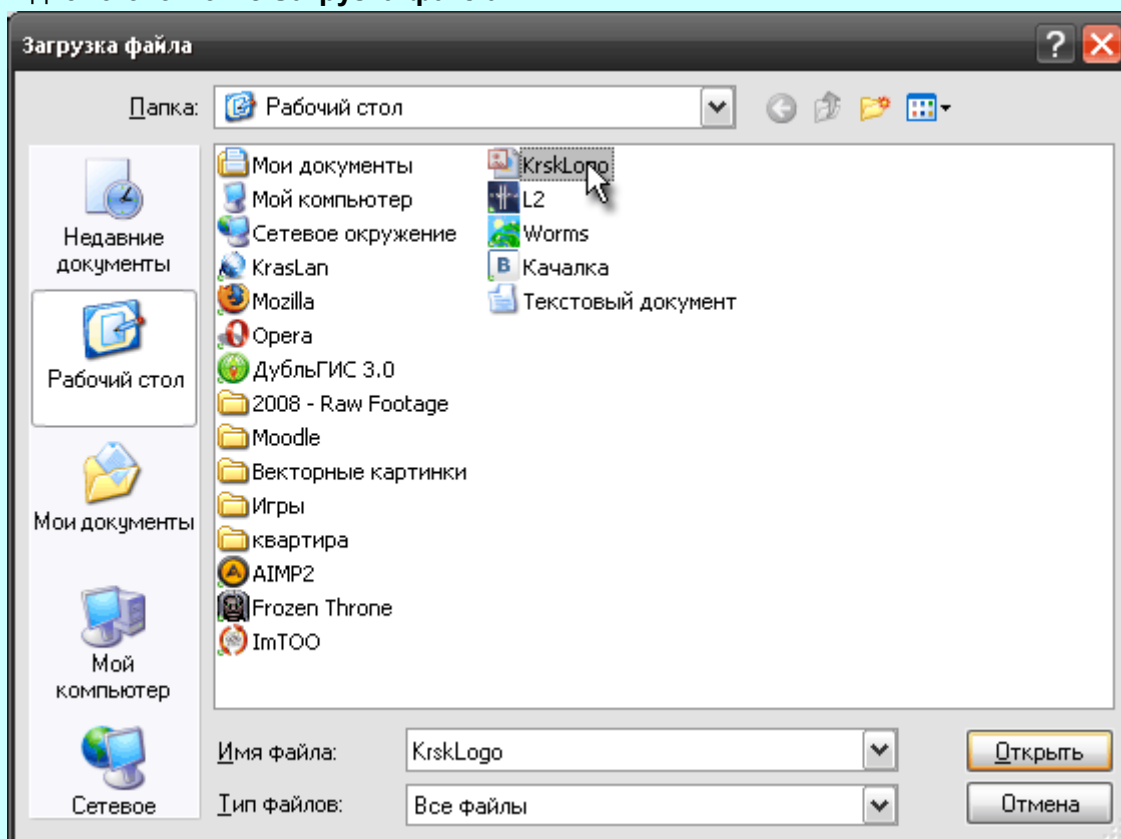 Загрузка файла
Папка:
Рабочий стол
Недавние
документы
Рабочий стол
Мои документы
Мой
компьютер
Сетевое
Мои документы
Мой компьютер
Сетевое окружение
KrasLan
Mozilla
Opera
ДубльГИС 3.0
2008 - Raw Footage
Moodle
Векторные картинки
Игры
квартира
AIMP2
Frozen Throne
ImTOO
KrskLogo
L2
Worms
Качалка
Текстовый документ
Имя файла:
KrskLogo
Открыть
Тип файлов:
Все файлы
Отмена